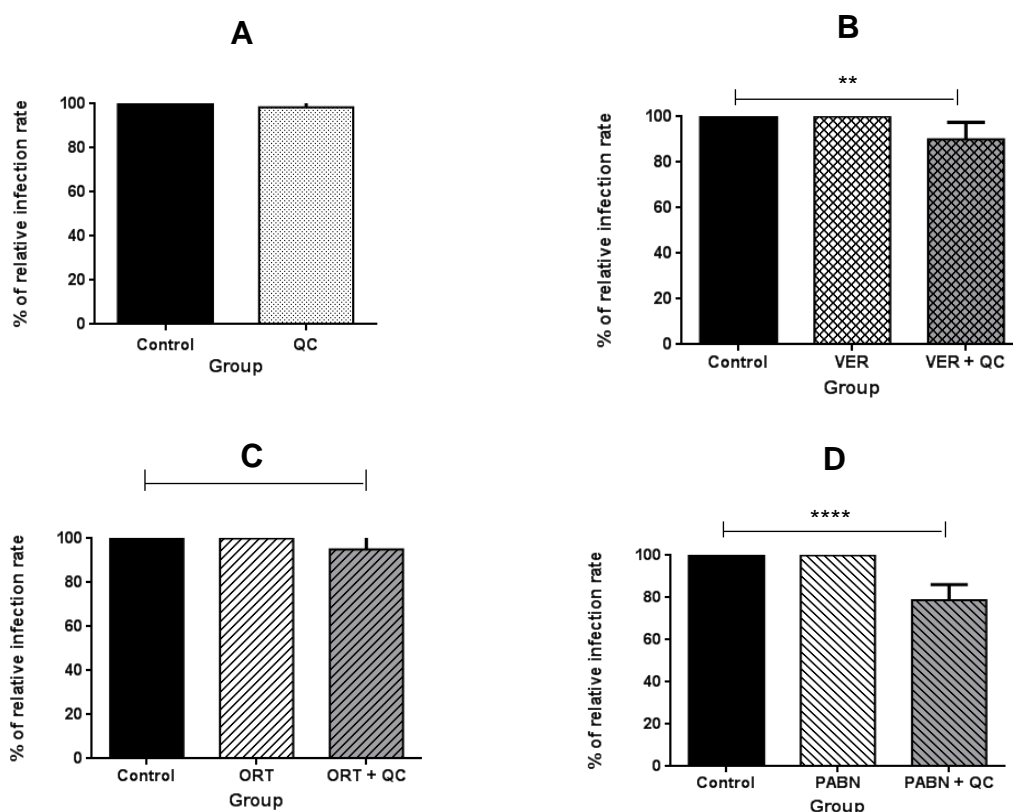 A
% of relative infection rate
100
80
60
40
20
0
Control QC
Group
B
**
% of relative infection rate
100
80
60
40
20
0
Control VER VER + QC
Group
C
% of relative infection rate
100
80
60
40
20
0
Control ORT ORT + QC
Group
D
****
% of relative infection rate
100
80
60
40
20
0
Control PABN PABN + QC
Group